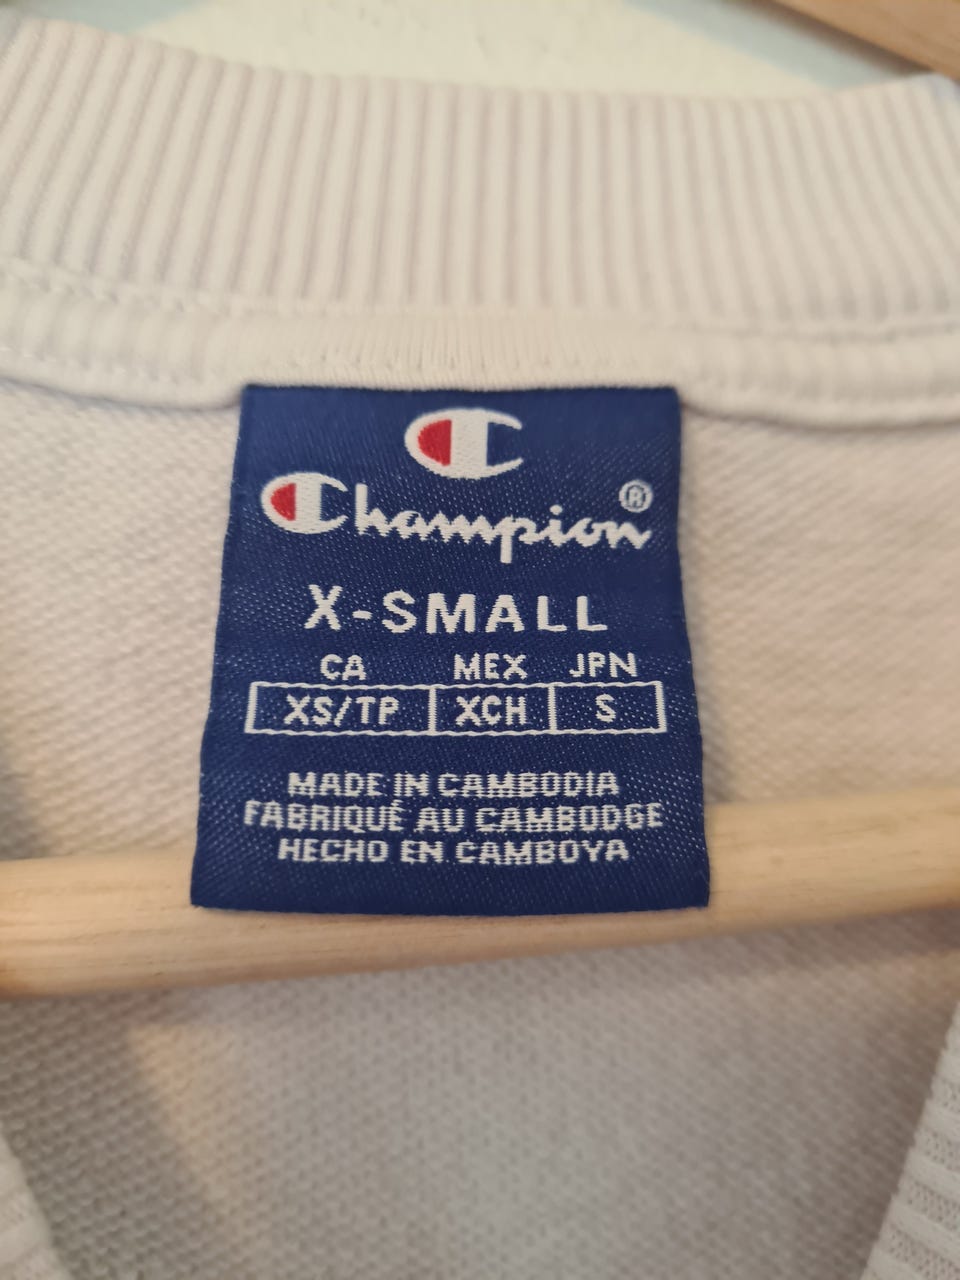 C
Champion®
X-SMALL
CA MEX JPN
XS/TP XCH S
MADE IN CAMBODIA
FABRIQUÉ AU CAMBODGE
HECHO EN CAMBOYA